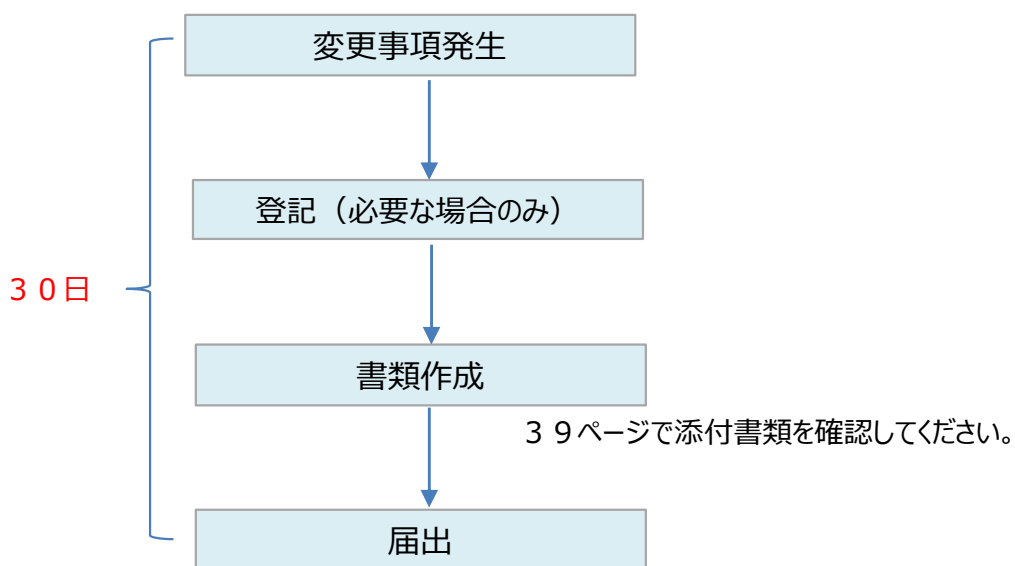 変更事項発生
登記（必要な場合のみ）
３０日
書類作成
３９ページで添付書類を確認してください。
届出